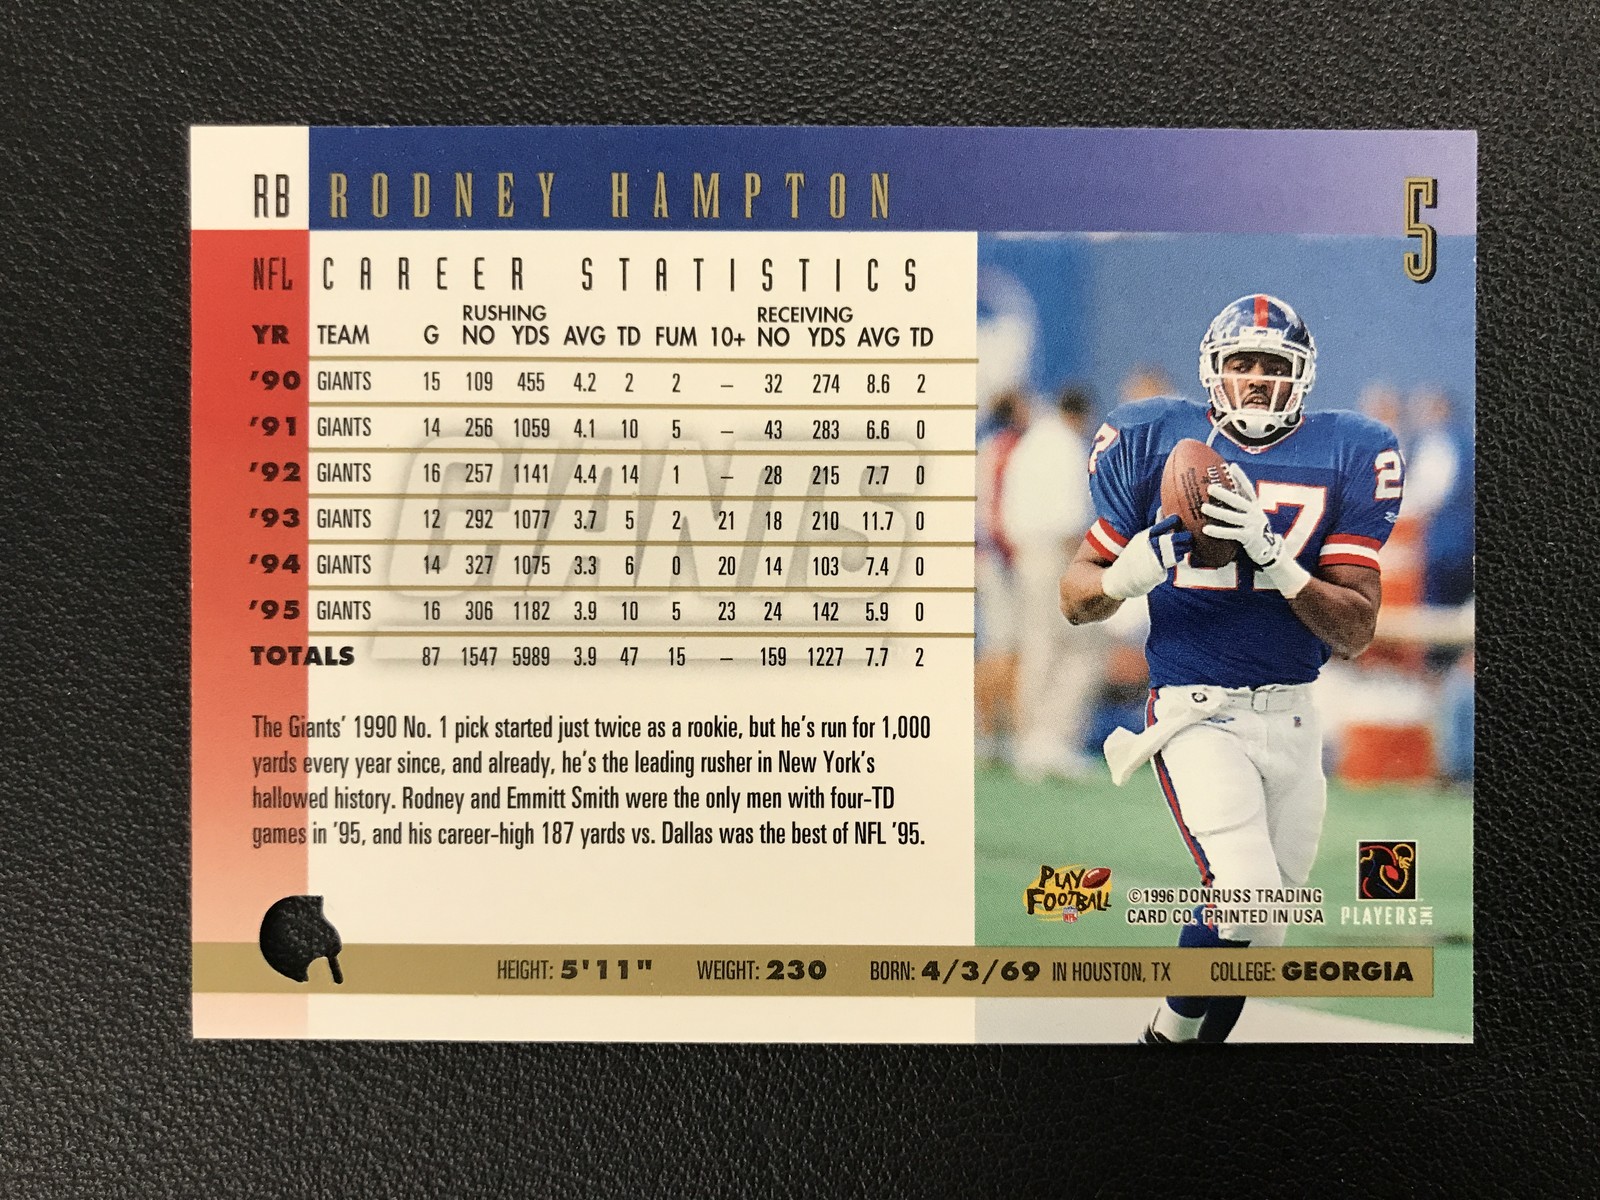 RB RODNEY HAMPTON 5
NFL CAREER STATISTICS
RUSHING RECEIVING
YR TEAM G NO YDS AVG TD FUM 10+ NO YDS AVG TD
'90 GIANTS 15 109 455 4.2 2 2 – 32 274 8.6 2
'91 GIANTS 14 256 1059 4.1 10 5 – 43 283 6.6 0
'92 GIANTS 16 257 1141 4.4 14 1 – 28 215 7.7 0
'93 GIANTS 12 292 1077 3.7 5 2 21 18 210 11.7 0
'94 GIANTS 14 327 1075 3.3 6 0 20 14 103 7.4 0
'95 GIANTS 16 306 1182 3.9 10 5 23 24 142 5.9 0
TOTALS 87 1547 5989 3.9 47 15 – 159 1227 7.7 2
GIANTS
The Giants' 1990 No. 1 pick started just twice as a rookie, but he's run for 1,000
yards every year since, and already, he's the leading rusher in New York's
hallowed history. Rodney and Emmitt Smith were the only men with four-TD
games in '95, and his career-high 187 yards vs. Dallas was the best of NFL '95.
27
27
PLAY
FOOTBALL
NFL
©1996 DONRUSS TRADING
CARD CO. PRINTED IN USA
PLAYERS INC
HEIGHT: 5'11" WEIGHT: 230 BORN: 4/3/69 IN HOUSTON, TX COLLEGE: GEORGIA